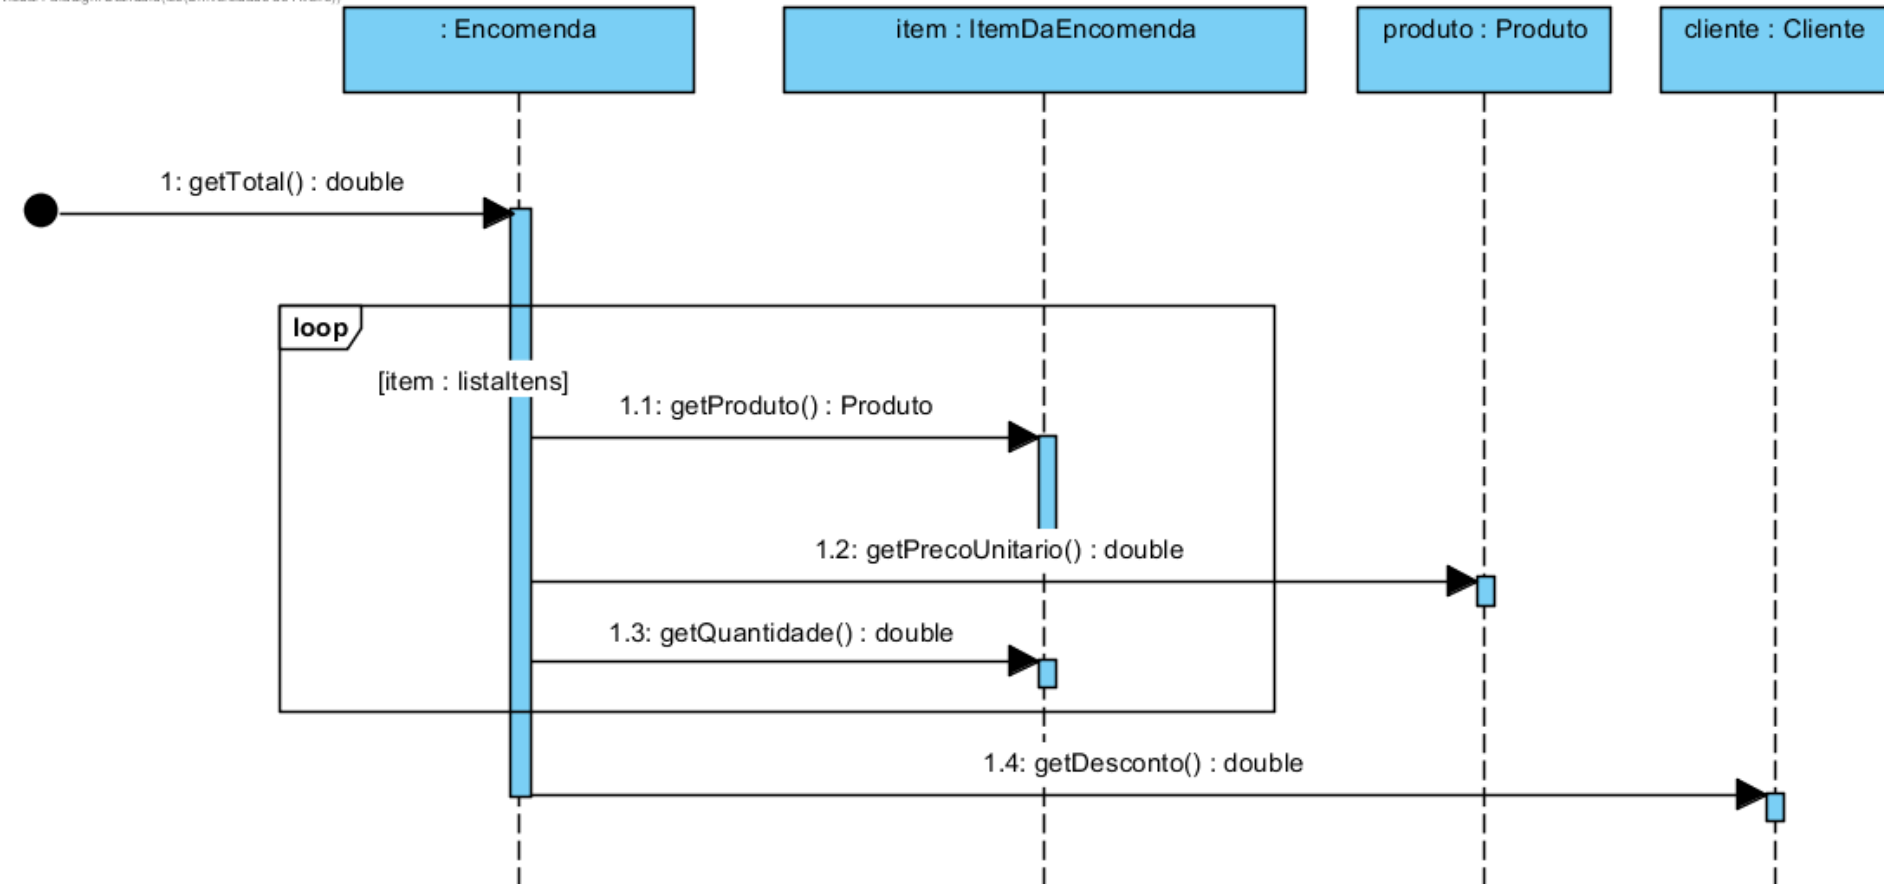 : Encomenda
item : ItemDaEncomenda
produto : Produto
cliente : Cliente
1: getTotal() : double
loop
[item : listaItens]
1.1: getProduto() : Produto
1.2: getPrecoUnitario() : double
1.3: getQuantidade() : double
1.4: getDesconto() : double